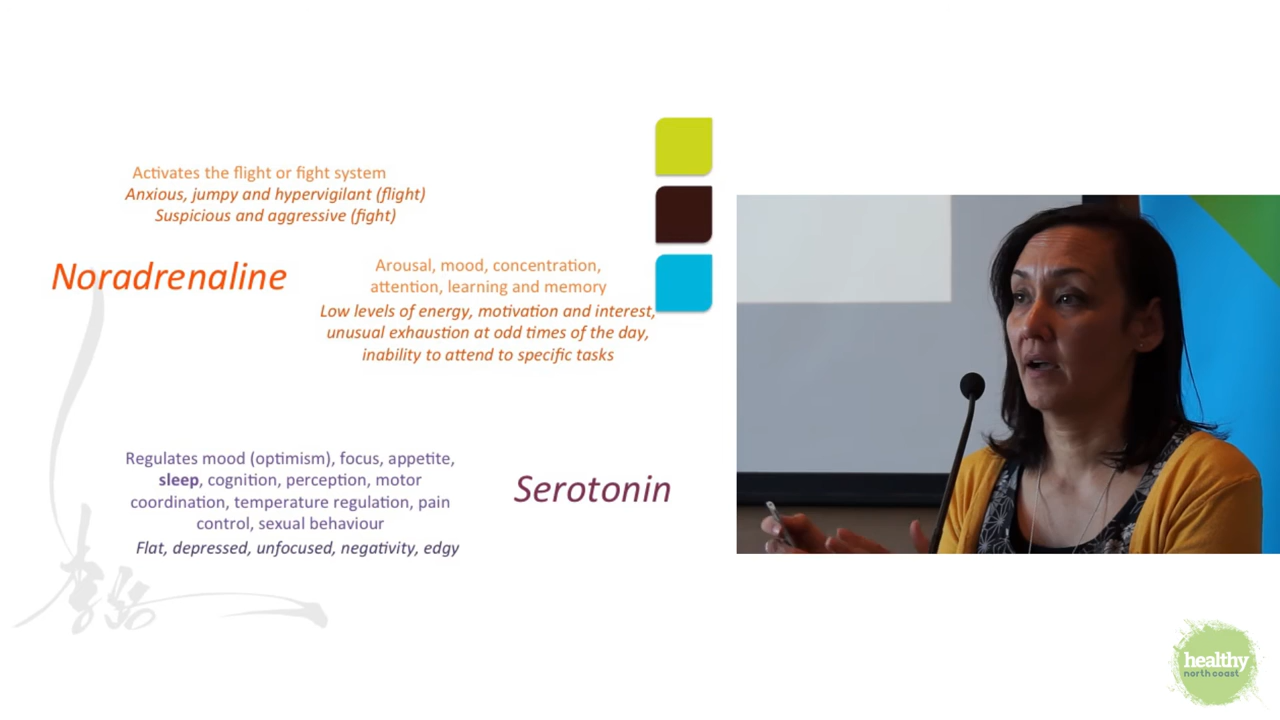 Activates the flight or fight system
Anxious, jumpy and hypervigilant (flight)
Suspicious and aggressive (fight)
Noradrenaline
Arousal, mood, concentration,
attention, learning and memory
Low levels of energy, motivation and interest,
unusual exhaustion at odd times of the day,
inability to attend to specific tasks
Regulates mood (optimism), focus, appetite,
sleep, cognition, perception, motor
coordination, temperature regulation, pain
control, sexual behaviour
Flat, depressed, unfocused, negativity, edgy
Serotonin
healthy
north coast